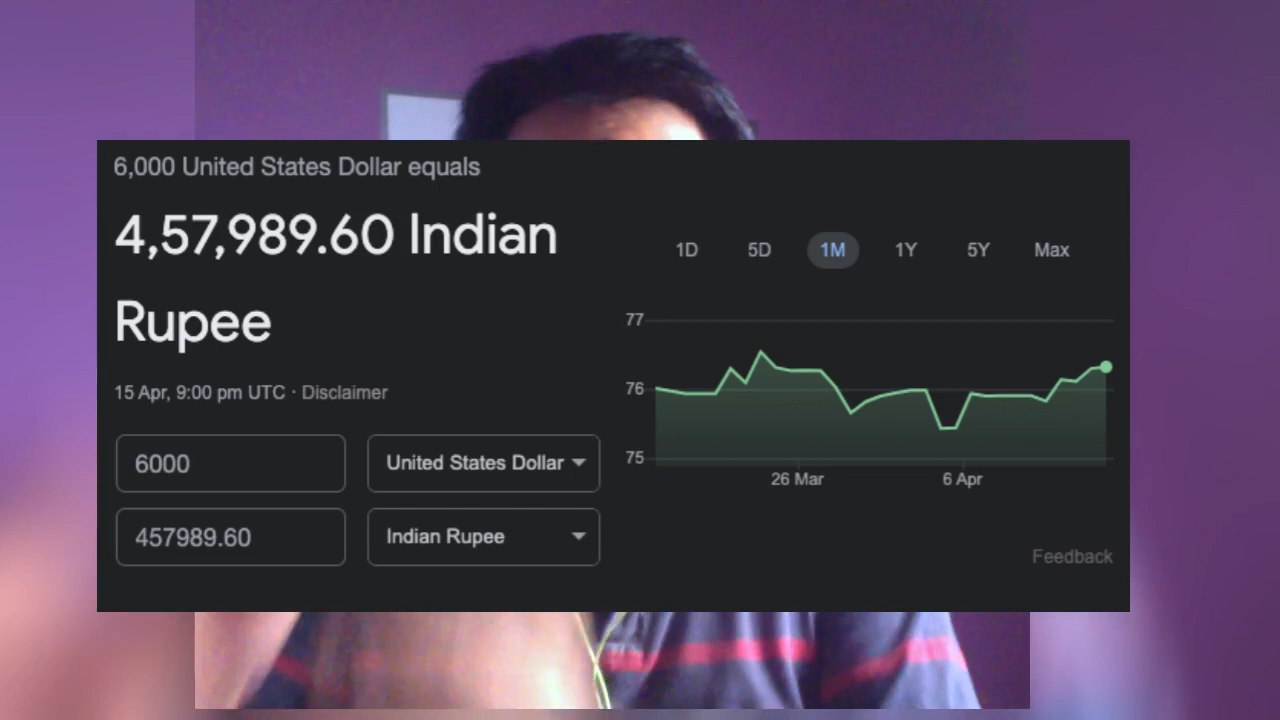 6,000 United States Dollar equals
4,57,989.60 Indian
Rupee
15 Apr, 9:00 pm UTC · Disclaimer
6000
United States Dollar
457989.60
Indian Rupee
1D 5D 1M 1Y 5Y Max
77
76
75
26 Mar 6 Apr
Feedback